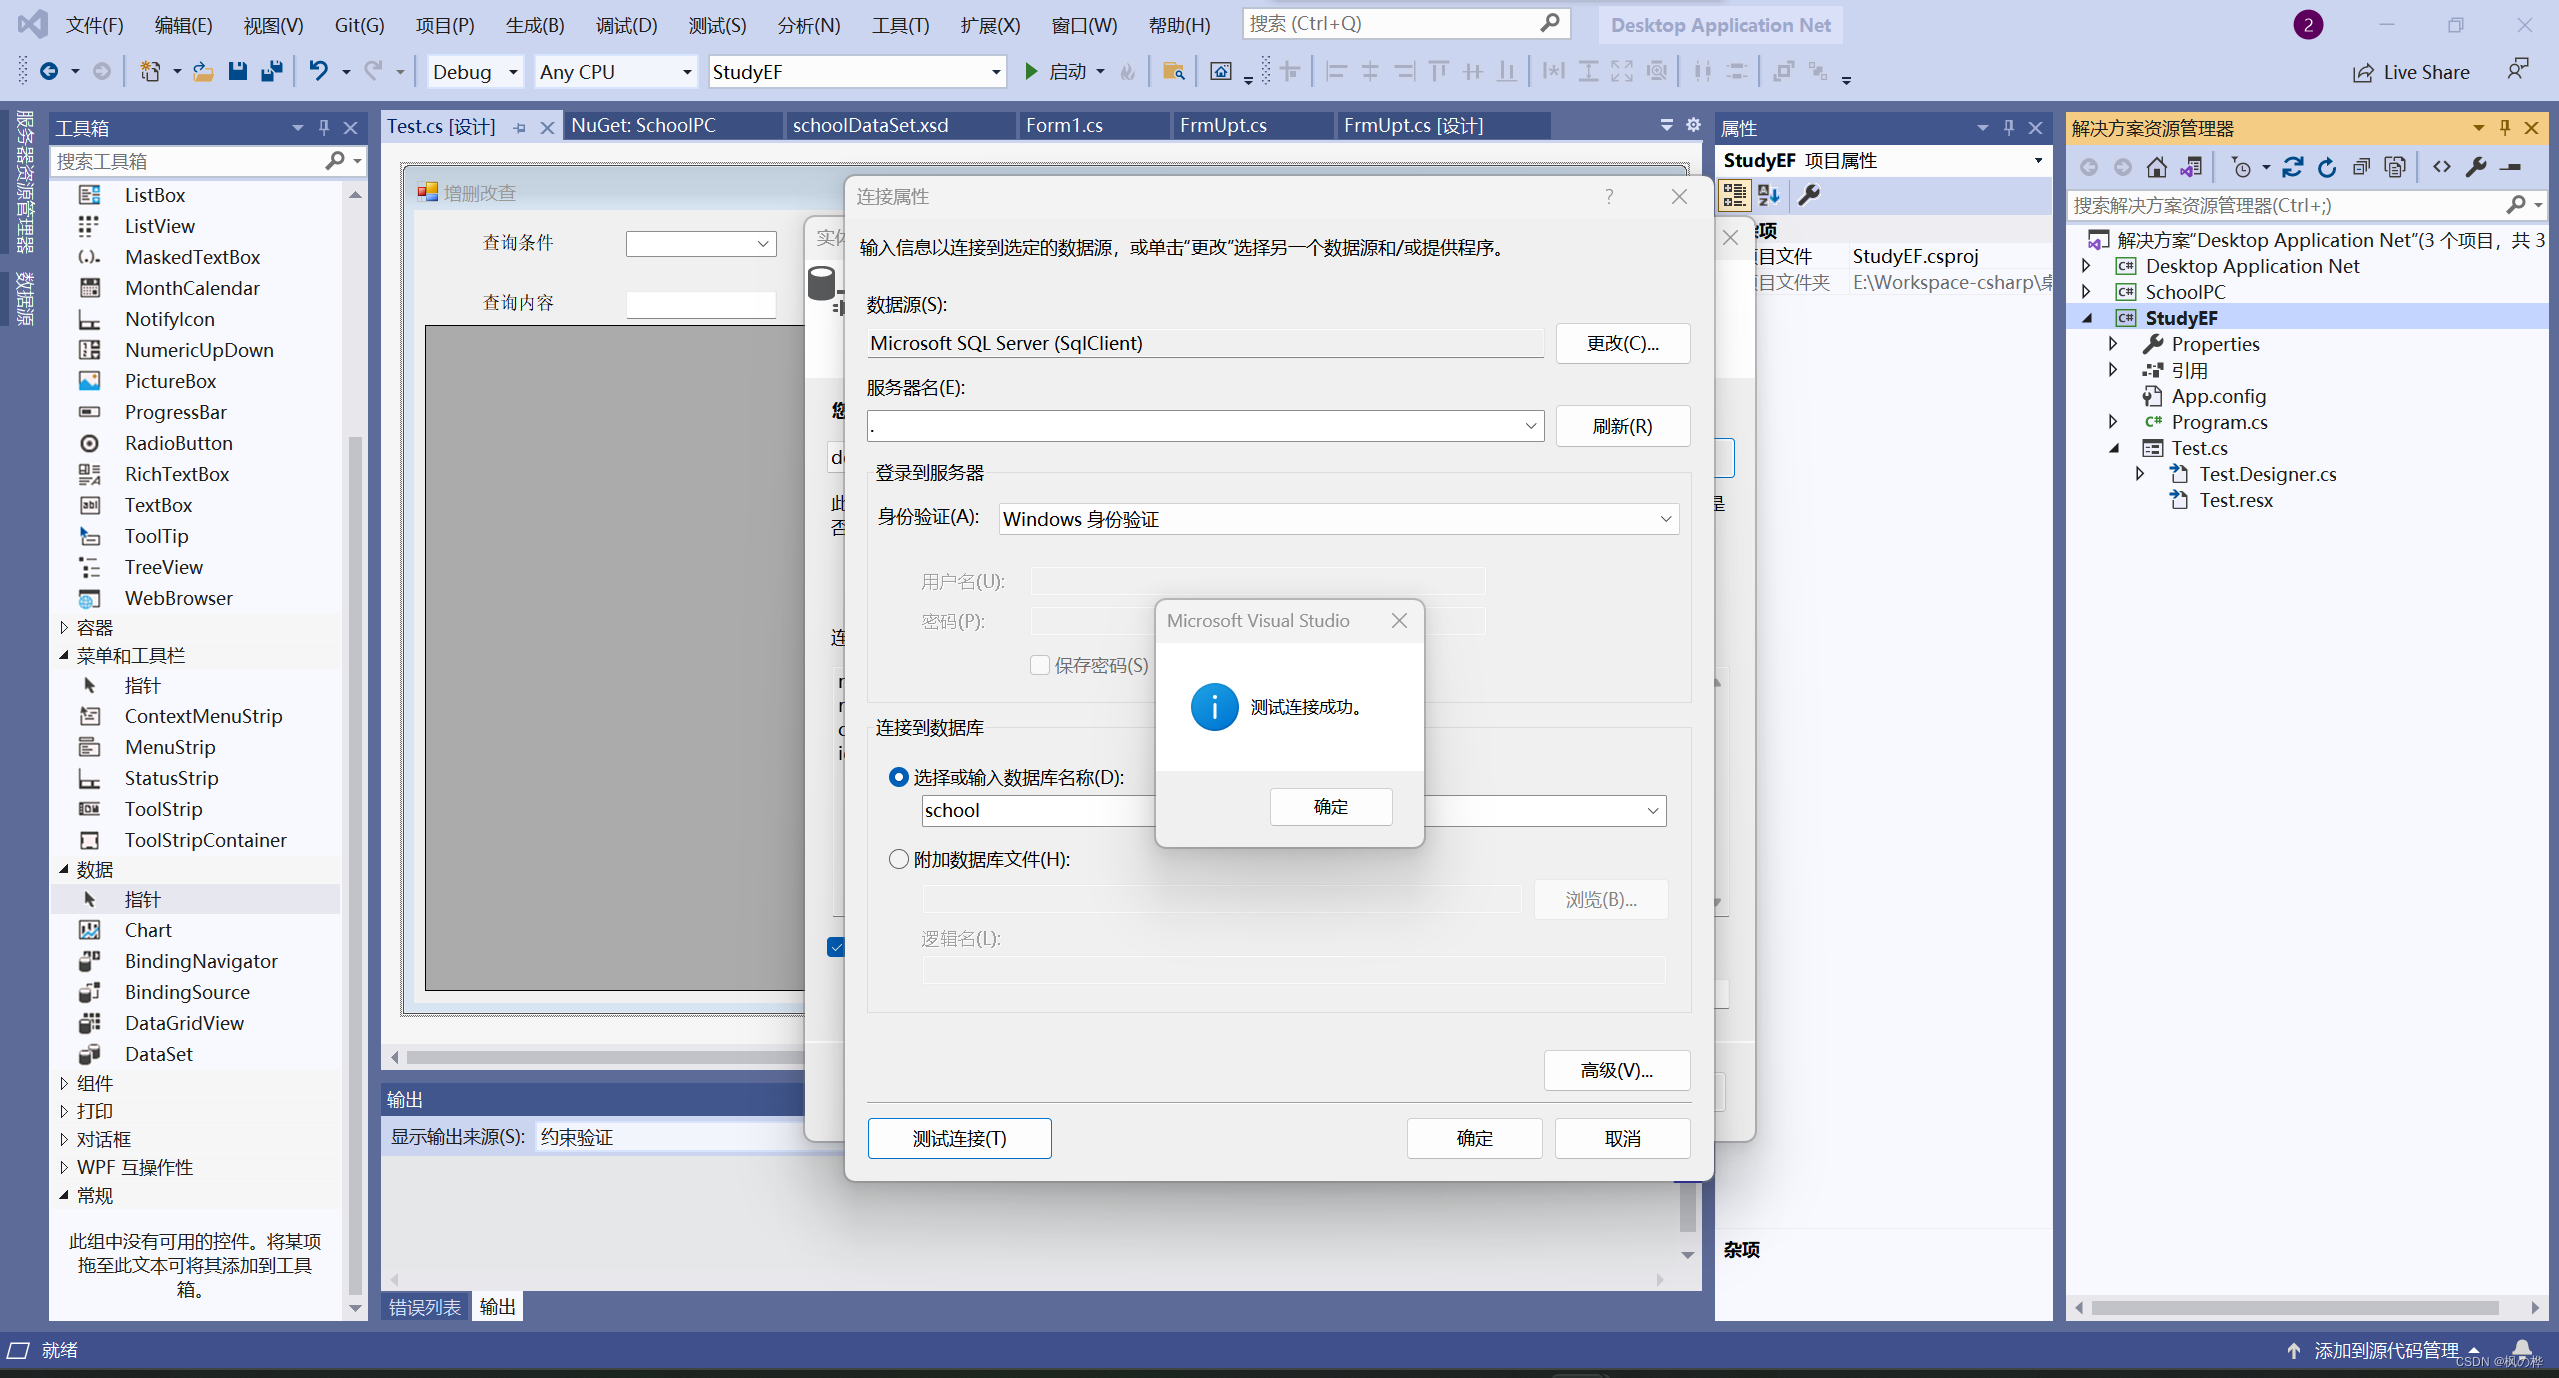 文件(F) 编辑(E) 视图(V) Git(G) 项目(P) 生成(B) 调试(D) 测试(S) 分析(N) 工具(T) 扩展(X) 窗口(W) 帮助(H) 搜索 (Ctrl+Q) Desktop Application Net 2
Debug Any CPU StudyEF 启动 Live Share
服务器资源管理器
数据源
工具箱
搜索工具箱
ListBox
ListView
MaskedTextBox
MonthCalendar
NotifyIcon
NumericUpDown
PictureBox
ProgressBar
RadioButton
RichTextBox
TextBox
ToolTip
TreeView
WebBrowser
容器
菜单和工具栏
指针
ContextMenuStrip
MenuStrip
StatusStrip
ToolStrip
ToolStripContainer
数据
指针
Chart
BindingNavigator
BindingSource
DataGridView
DataSet
组件
打印
对话框
WPF 互操作性
常规
此组中没有可用的控件。将某项
拖至此文本可将其添加到工具
箱。
Test.cs [设计] NuGet: SchoolPC schoolDataSet.xsd Form1.cs FrmUpt.cs FrmUpt.cs [设计]
增删改查
查询条件
查询内容
实体
您
此
否
是
连
连接属性 ?
输入信息以连接到选定的数据源，或单击“更改”选择另一个数据源和/或提供程序。
数据源(S):
Microsoft SQL Server (SqlClient) 更改(C)...
服务器名(E):
. 刷新(R)
登录到服务器
身份验证(A): Windows 身份验证
用户名(U):
密码(P):
保存密码(S)
连接到数据库
选择或输入数据库名称(D):
school
附加数据库文件(H):
浏览(B)...
逻辑名(L):
高级(V)...
测试连接(T) 确定 取消
Microsoft Visual Studio
测试连接成功。
确定
输出
显示输出来源(S): 约束验证
错误列表 输出
属性
StudyEF 项目属性
项
目文件 StudyEF.csproj
目文件夹 E:\Workspace-csharp\桌
杂项
解决方案资源管理器
搜索解决方案资源管理器(Ctrl+;)
解决方案“Desktop Application Net”(3 个项目，共 3
Desktop Application Net
SchoolPC
StudyEF
Properties
引用
App.config
Program.cs
Test.cs
Test.Designer.cs
Test.resx
就绪 添加到源代码管理
CSDN @枫の桦